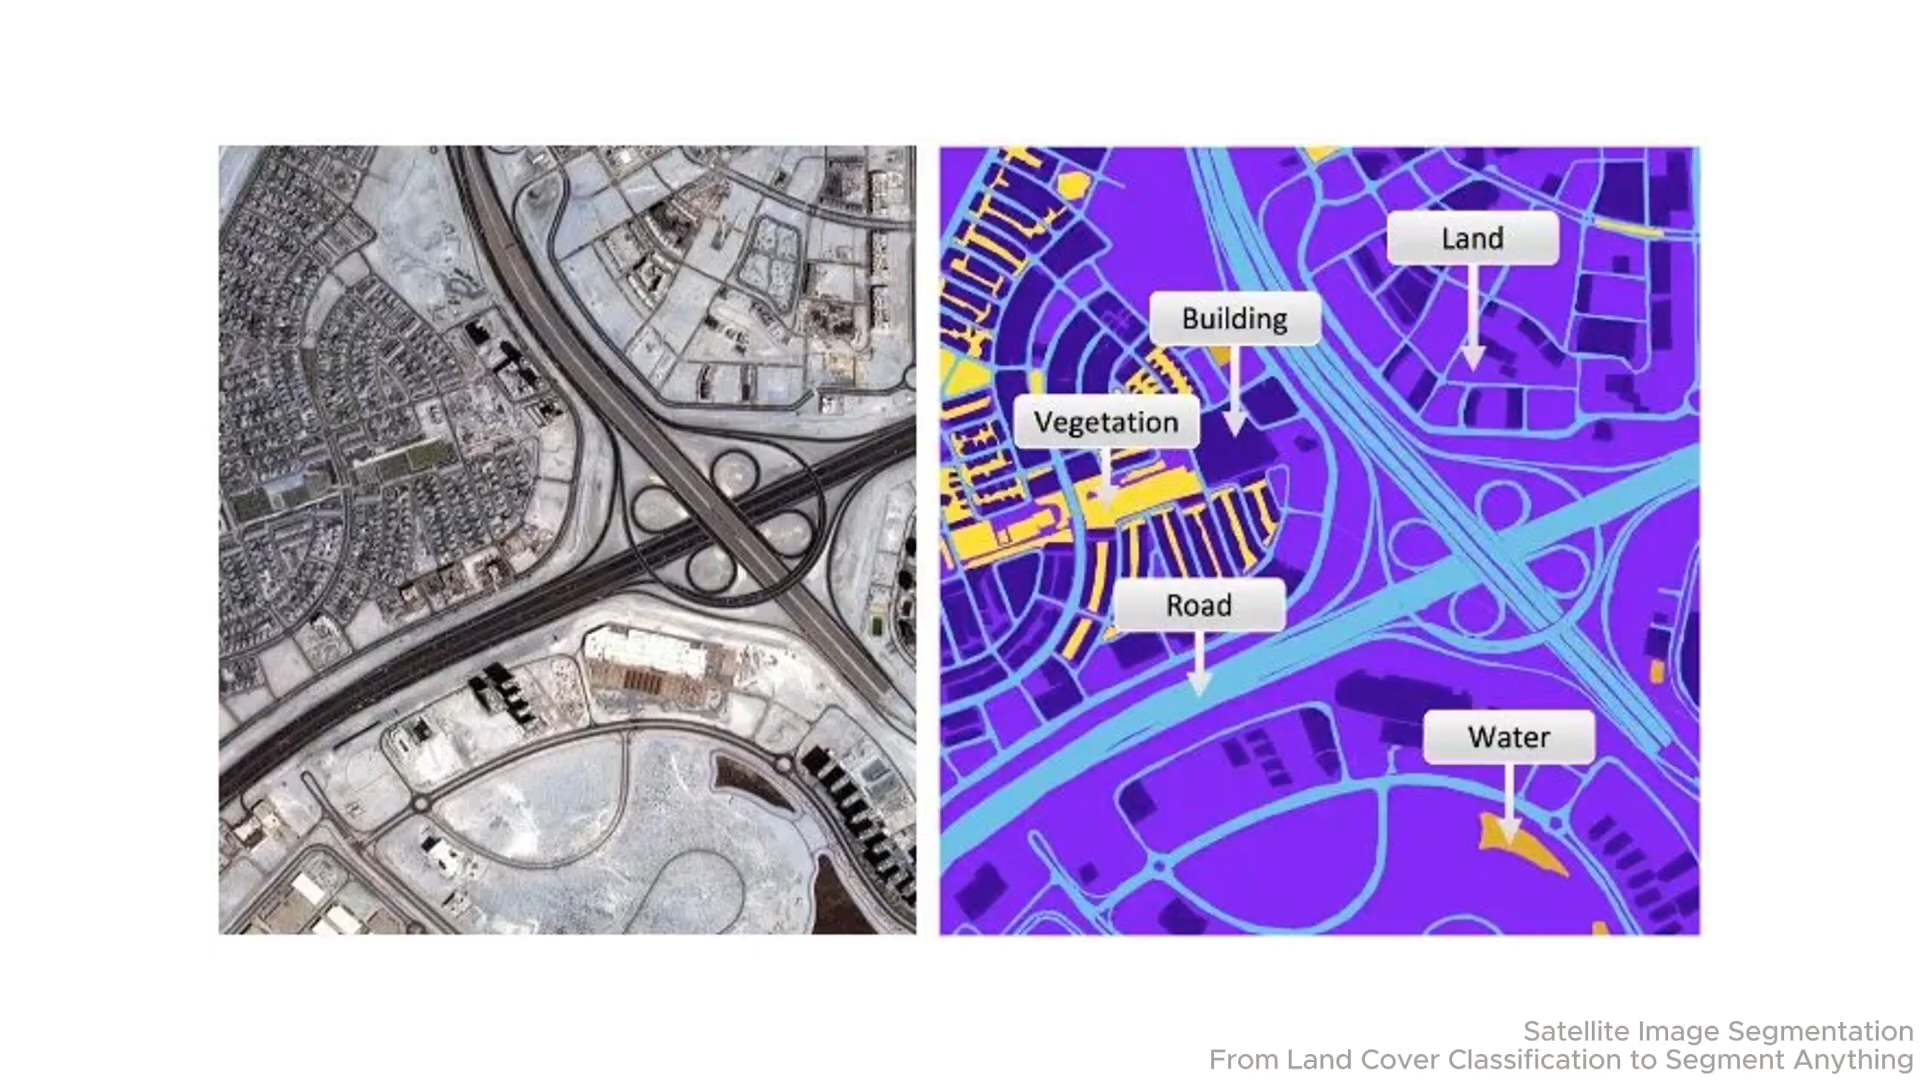 Land
Building
Vegetation
Road
Water
Satellite Image Segmentation
From Land Cover Classification to Segment Anything